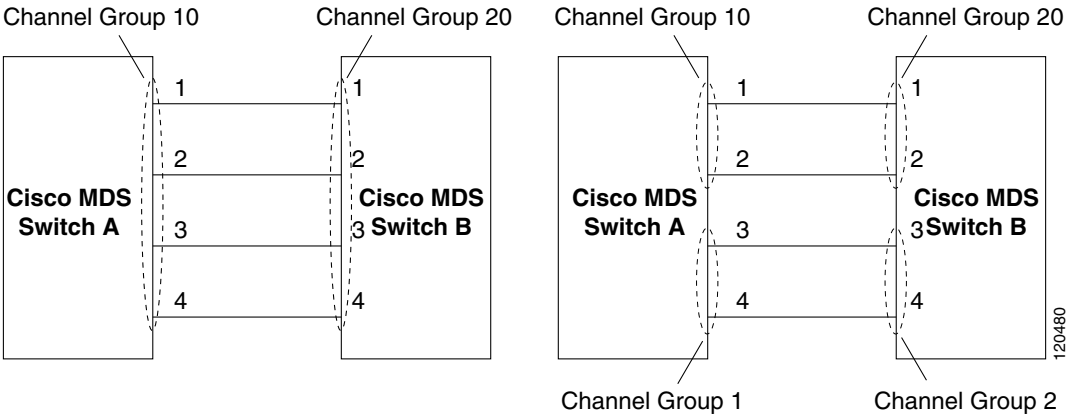 Channel Group 10
Channel Group 20
1
1
2
2
Cisco MDS
Switch A
Cisco MDS
Switch B
3
3
4
4
Channel Group 10
Channel Group 20
1
1
2
2
Cisco MDS
Switch A
Cisco MDS
Switch B
3
3
4
4
Channel Group 1
Channel Group 2
120480